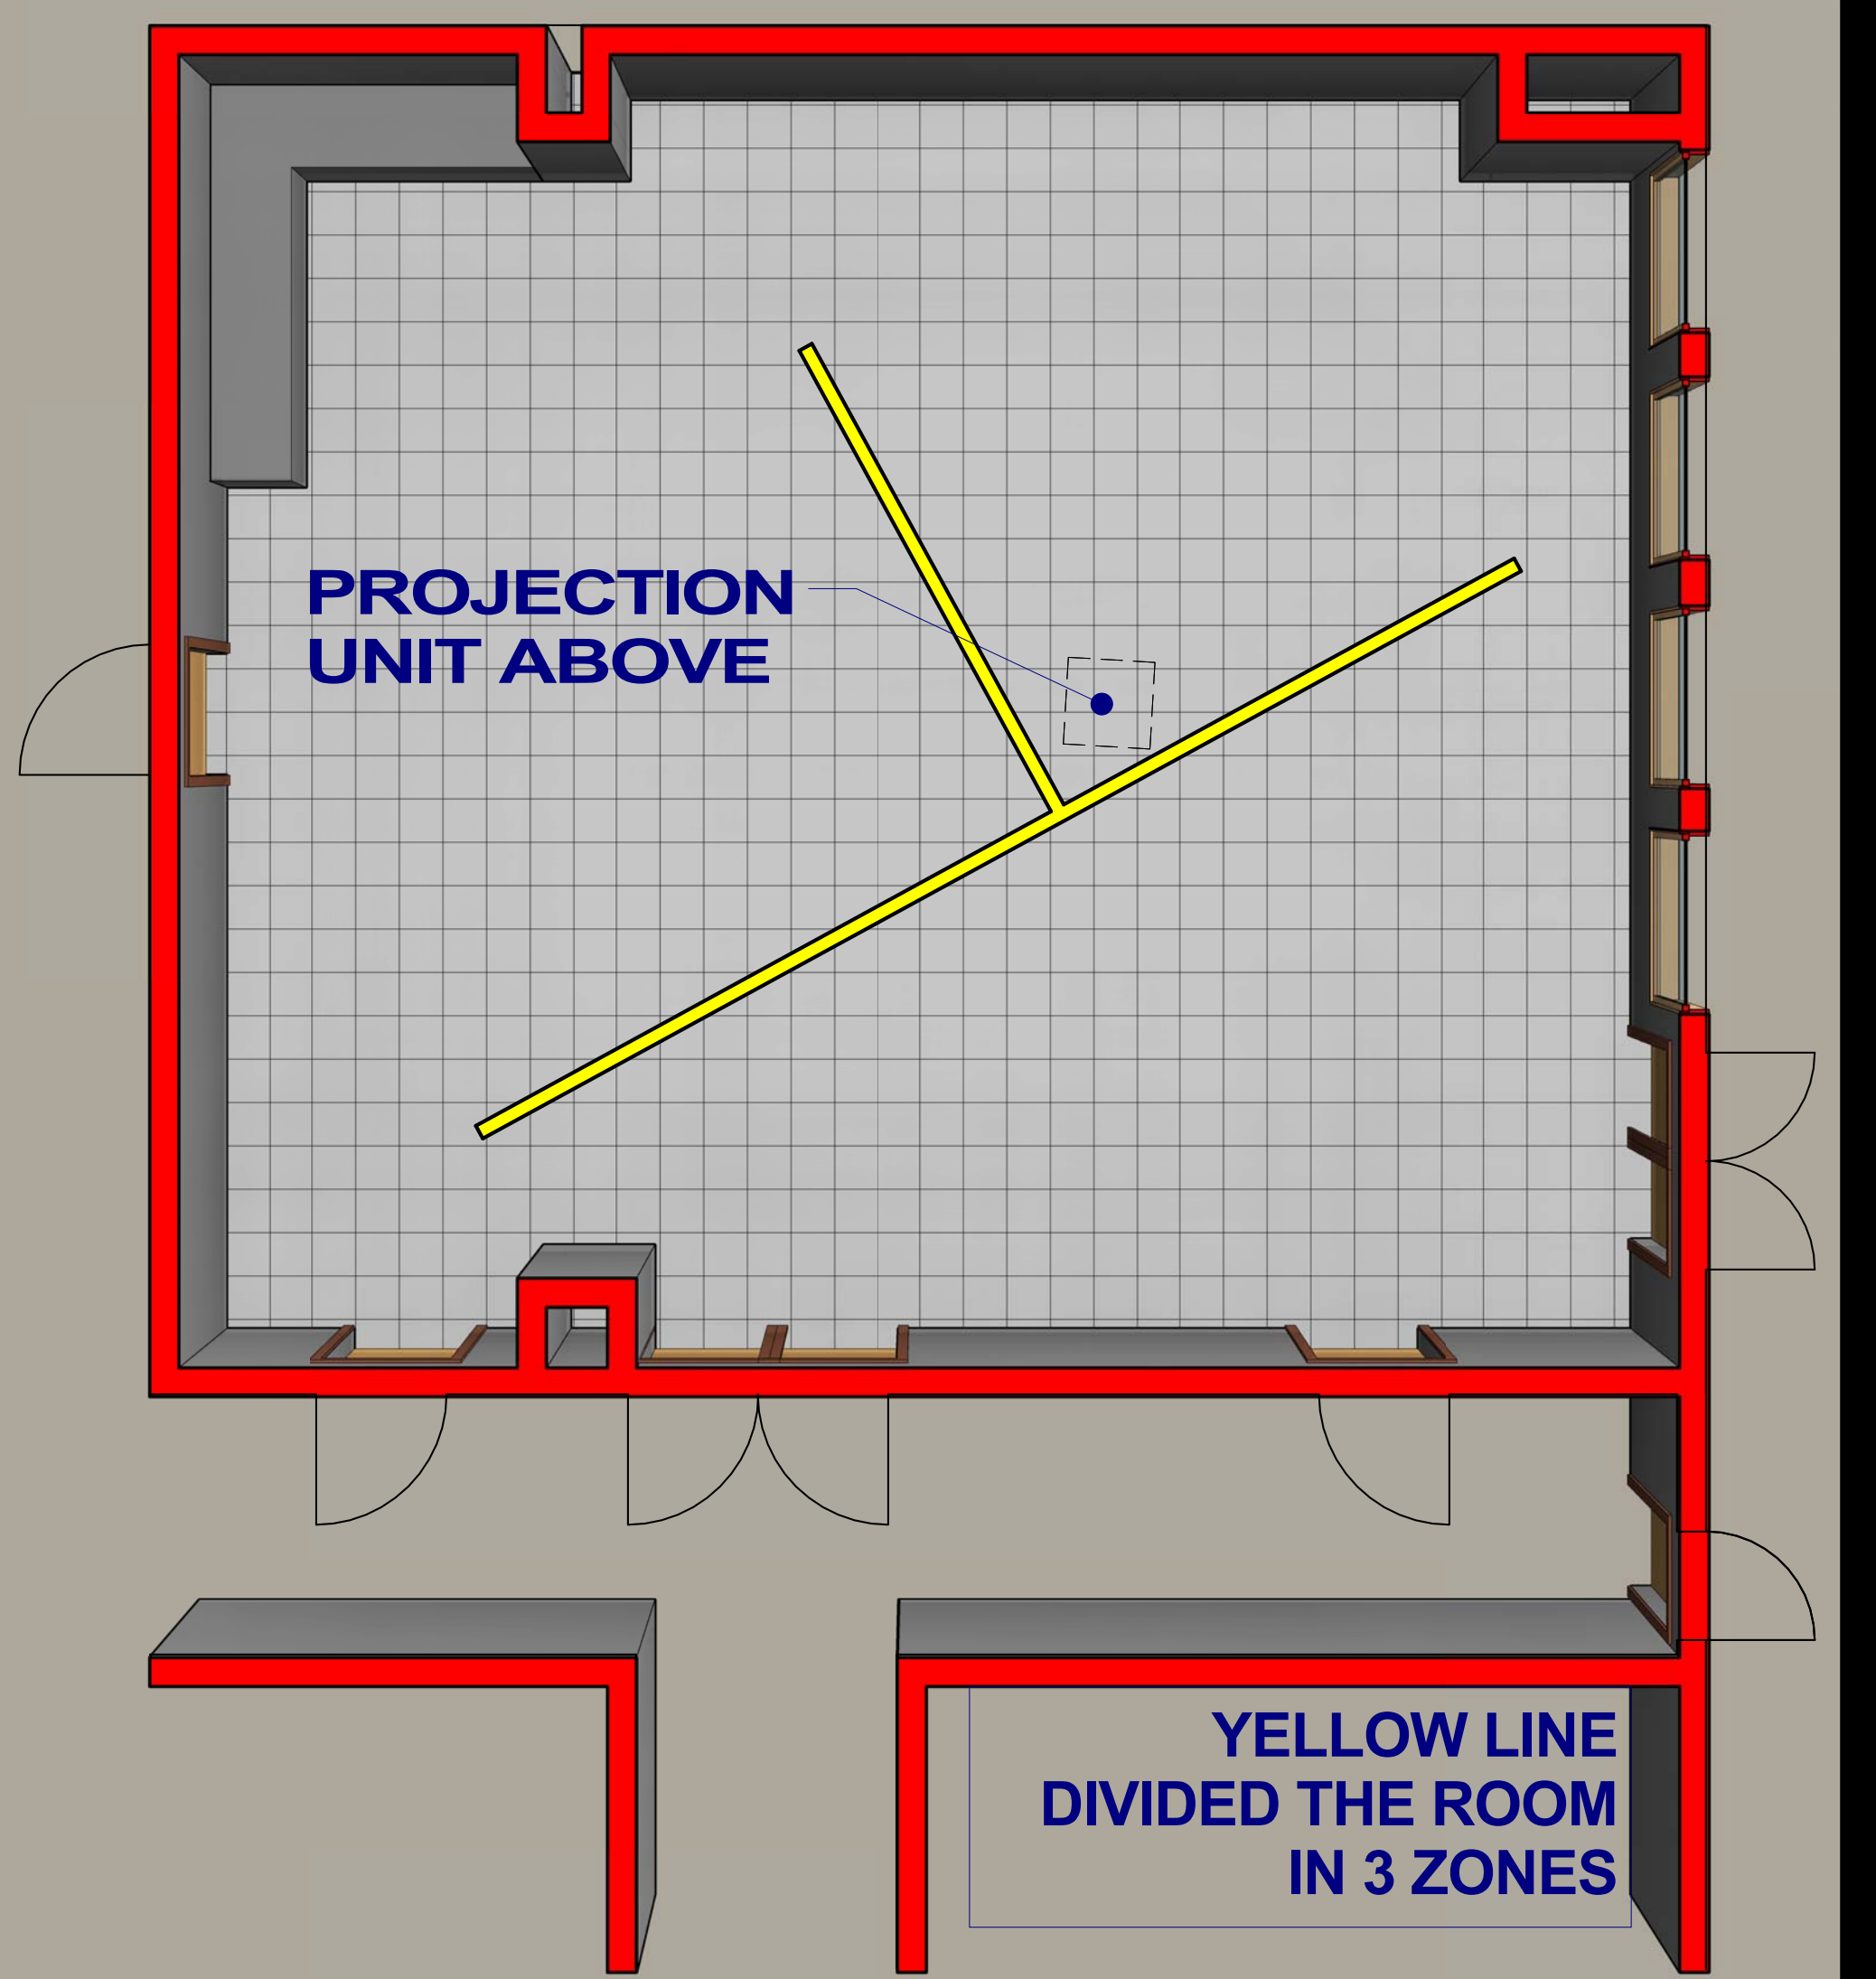 PROJECTION
UNIT ABOVE
YELLOW LINE
DIVIDED THE ROOM
IN 3 ZONES